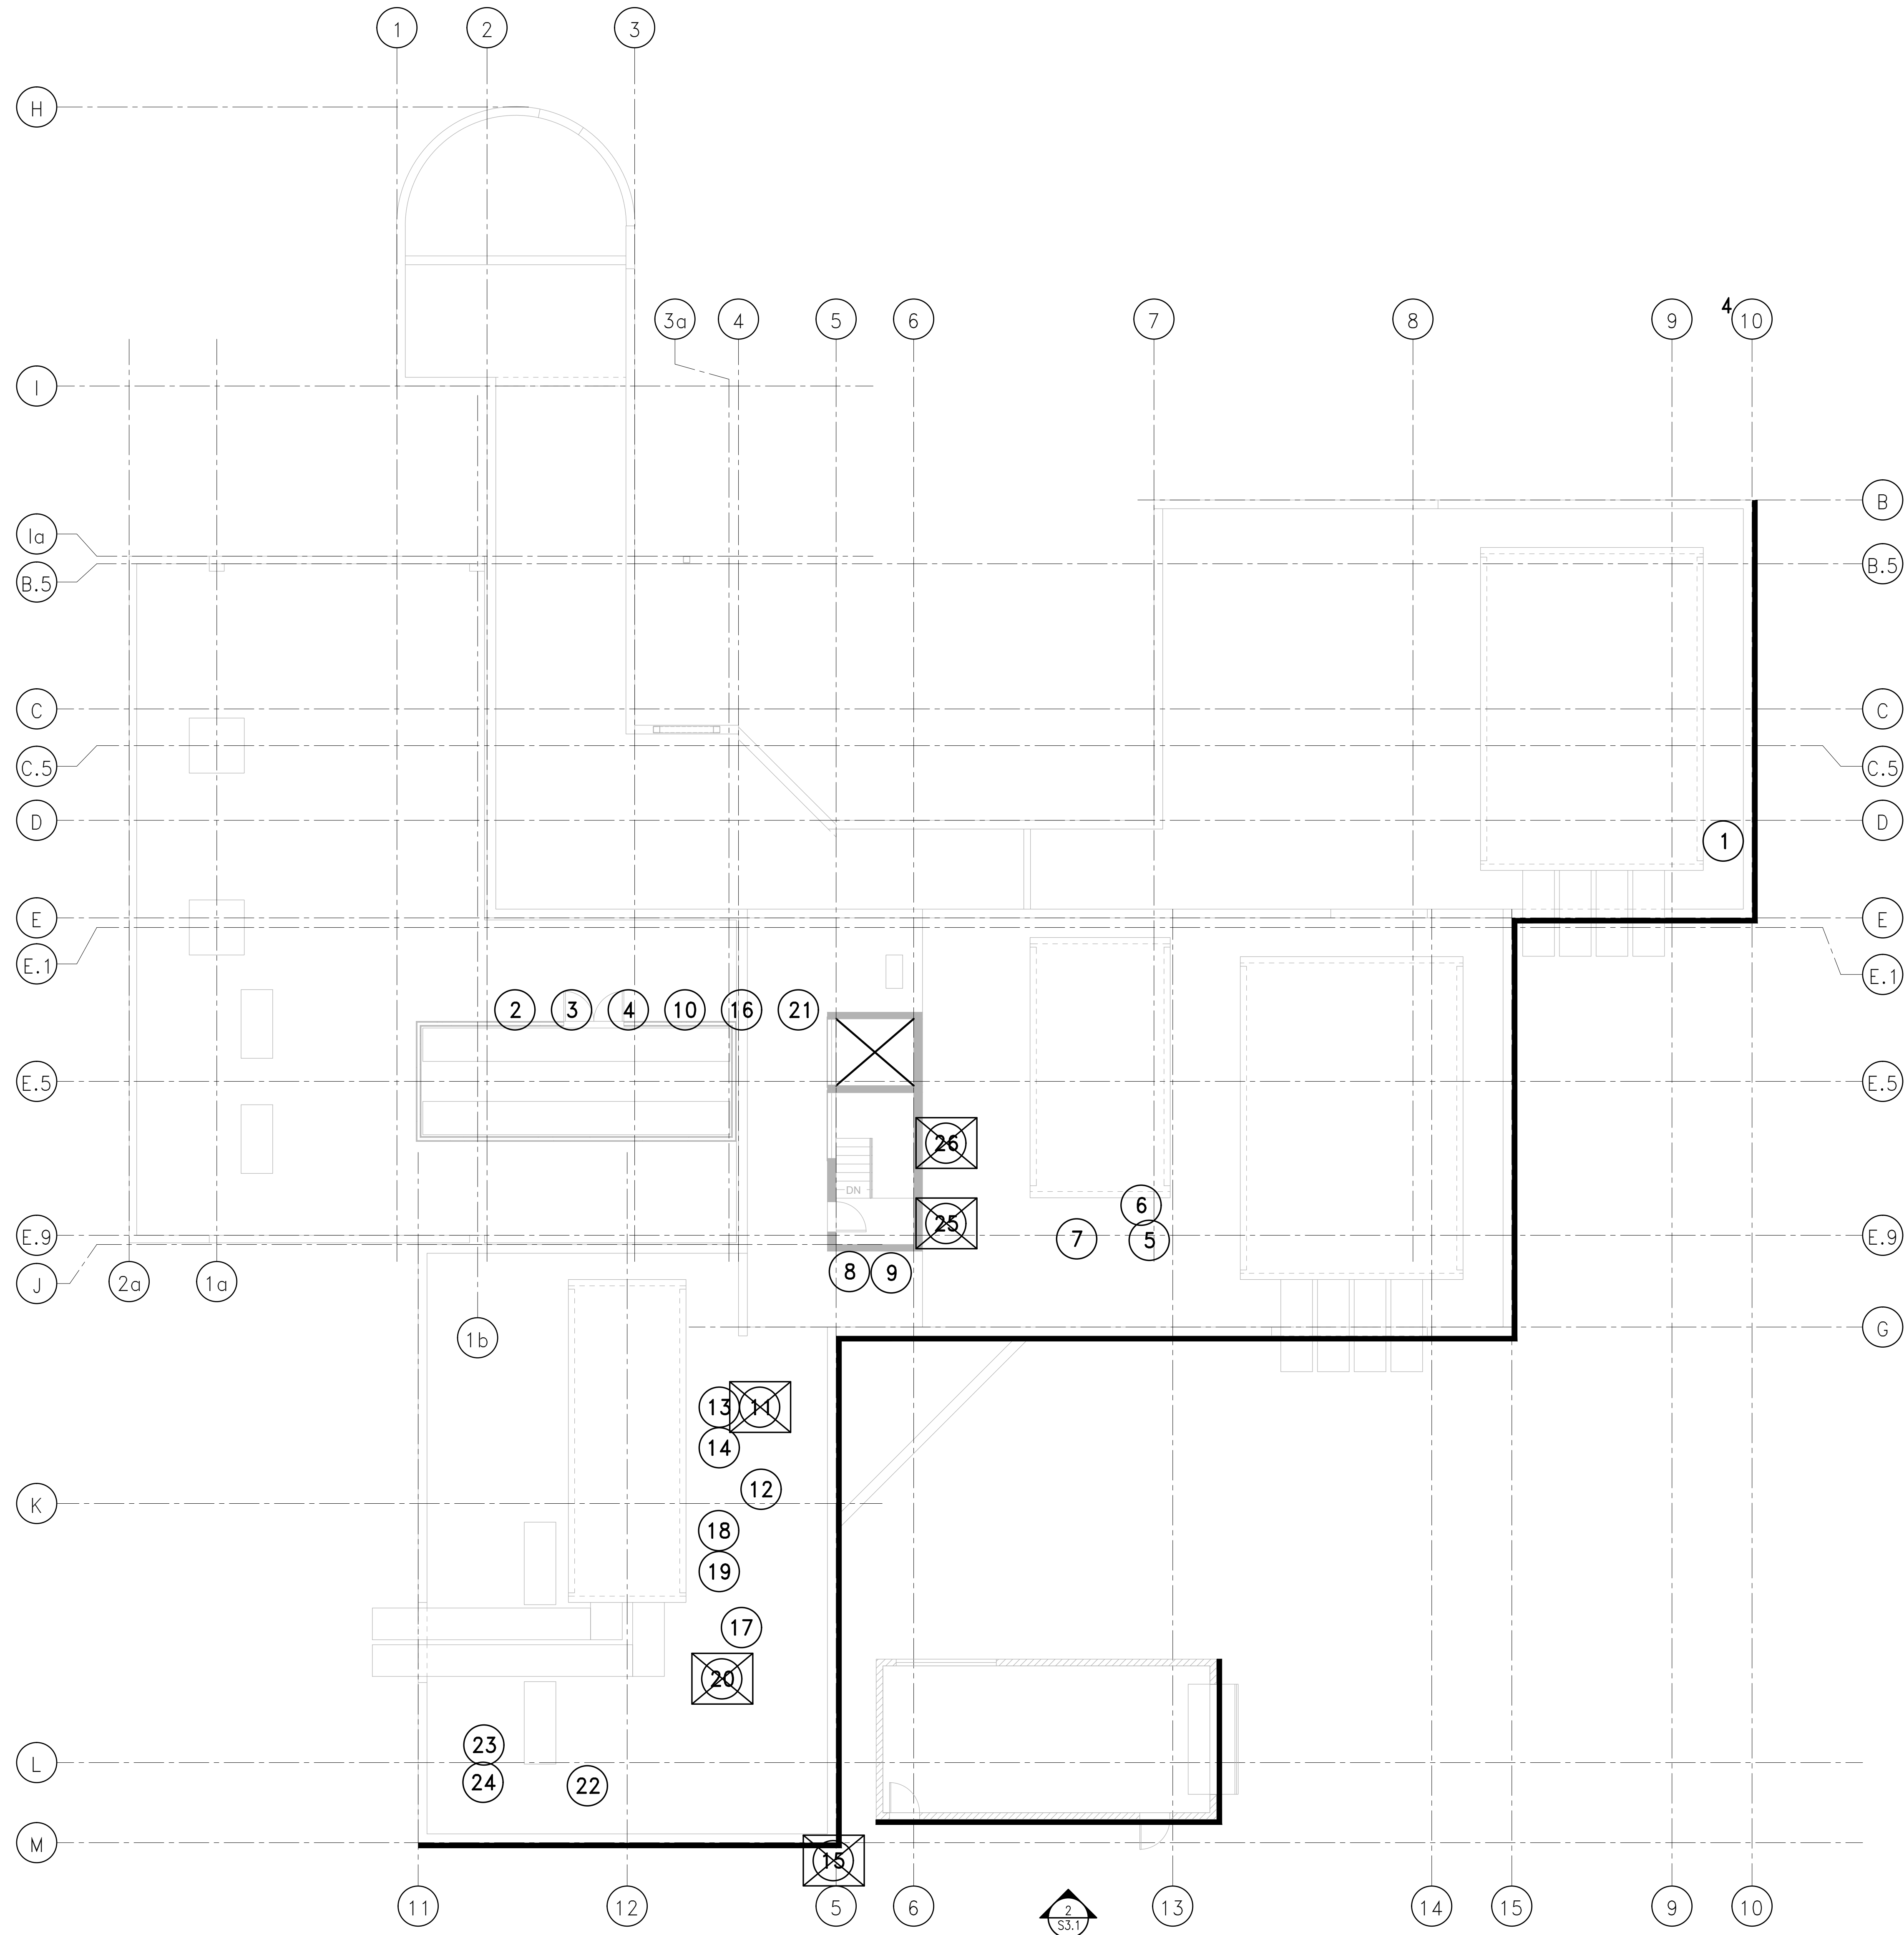 1 2 3
H
3a 4 5 6 7 8 9 4 10
I
B
Ia
B.5 B.5
C C
C.5 C.5
D D
1
E E
E.1 E.1
2 3 4 10 16 21
E.5 E.5
26
DN
6
25
7 5
E.9 E.9
8 9
J 2a 1a
G
1b
13 11
14
12
K
18
19
17
20
23
L
24 22
M
15
11 12 5 6 2 13 14 15 9 10
S3.1